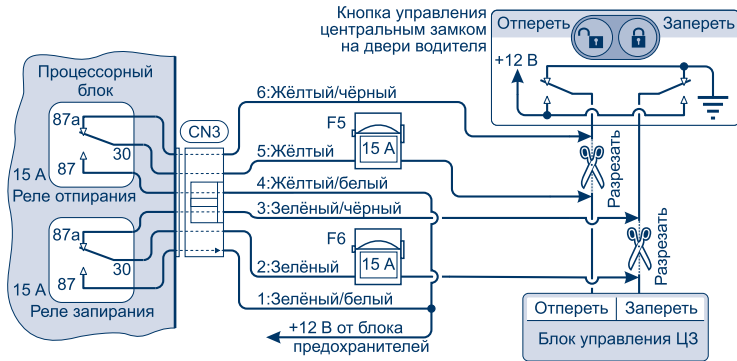 Кнопка управления
центральным замком
на двери водителя
Отпереть
Запереть
+12 В
Процессорный
блок
87а
30
87
15 А
Реле отпирания
87а
30
87
15 А
Реле запирания
CN3
6:Жёлтый/чёрный
5:Жёлтый
4:Жёлтый/белый
3:Зелёный/чёрный
2:Зелёный
1:Зелёный/белый
F5
15 А
F6
15 А
Разрезать
Разрезать
+12 В от блока
предохранителей
Отпереть
Запереть
Блок управления ЦЗ